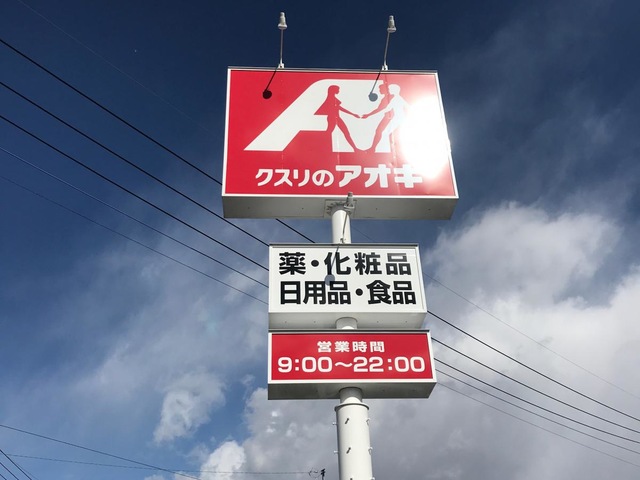 クスリのアオキ
薬・化粧品
日用品・食品
営業時間
9:00〜22:00